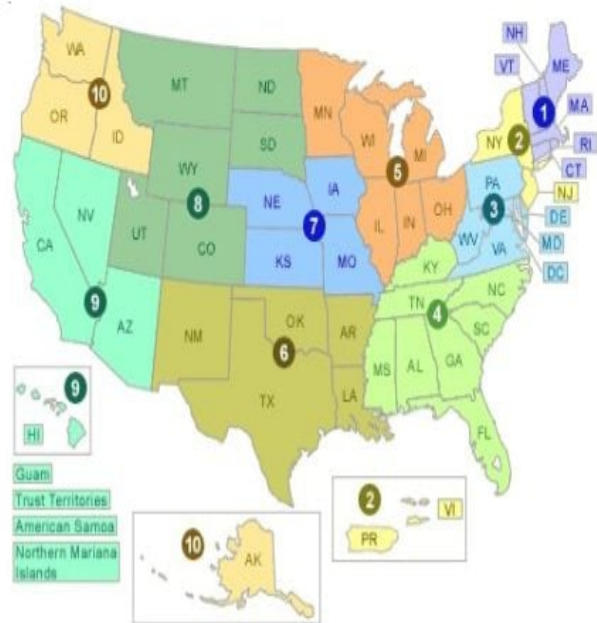 NH
WA
VT
ME
MT
ND
10
MN
OR
MA
1
ID
WI
NY
2
SD
MI
RI
5
WY
CT
PA
IA
NJ
8
NE
3
NV
7
OH
DE
IL
IN
UT
WV
MD
CO
VA
CA
KS
MO
DC
KY
9
NC
TN
4
AZ
OK
NM
AR
SC
6
MS
AL
GA
TX
LA
9
FL
HI
Guam
2
Trust Territories
VI
American Samoa
PR
10
Northern Mariana
Islands
AK